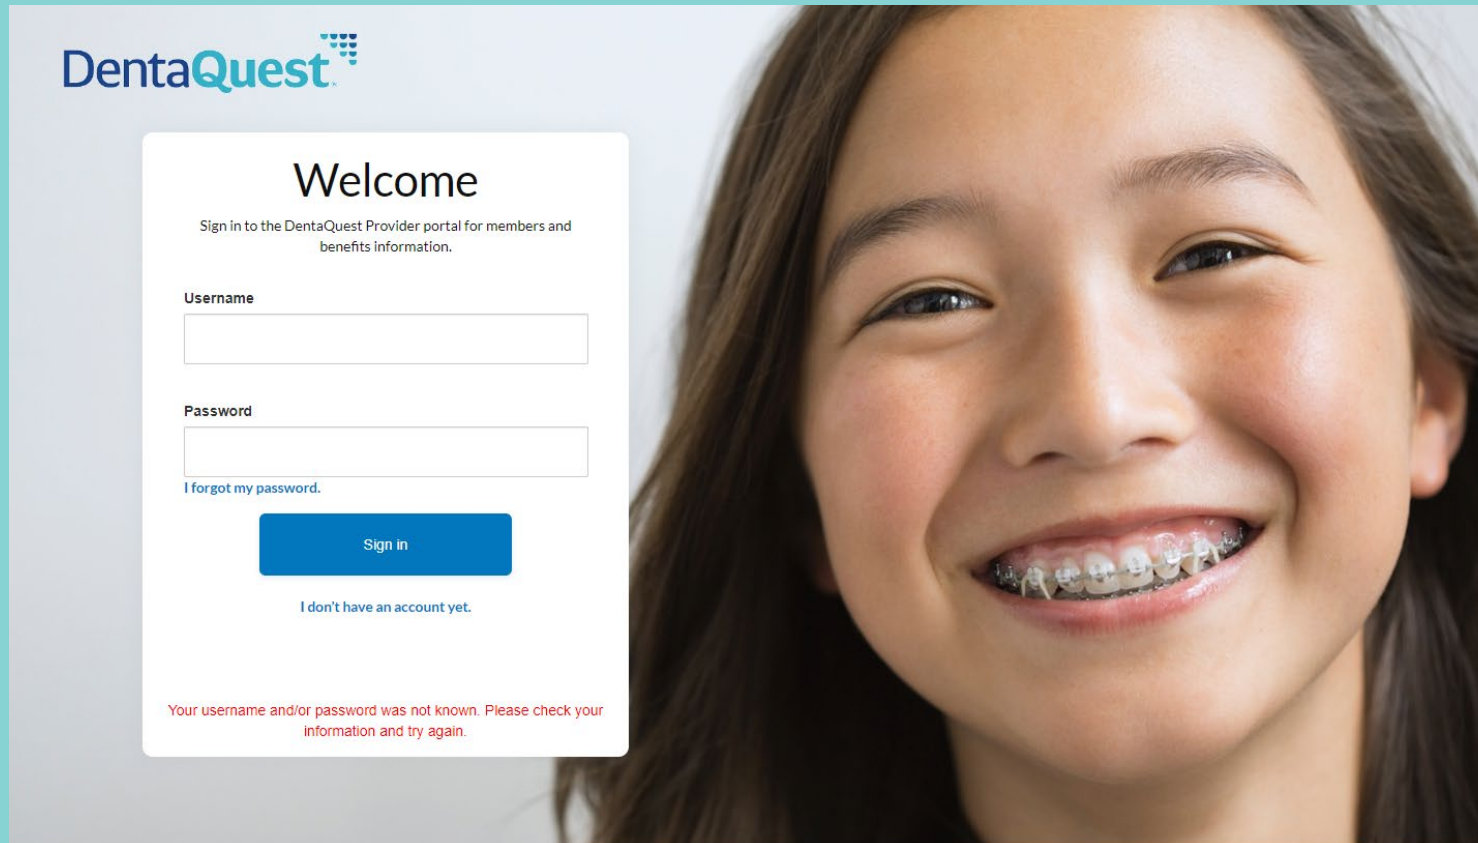 DentaQuest
Welcome
Sign in to the DentaQuest Provider portal for members and
benefits information.
Username
Password
I forgot my password.
Sign in
I don't have an account yet.
Your username and/or password was not known. Please check your
information and try again.